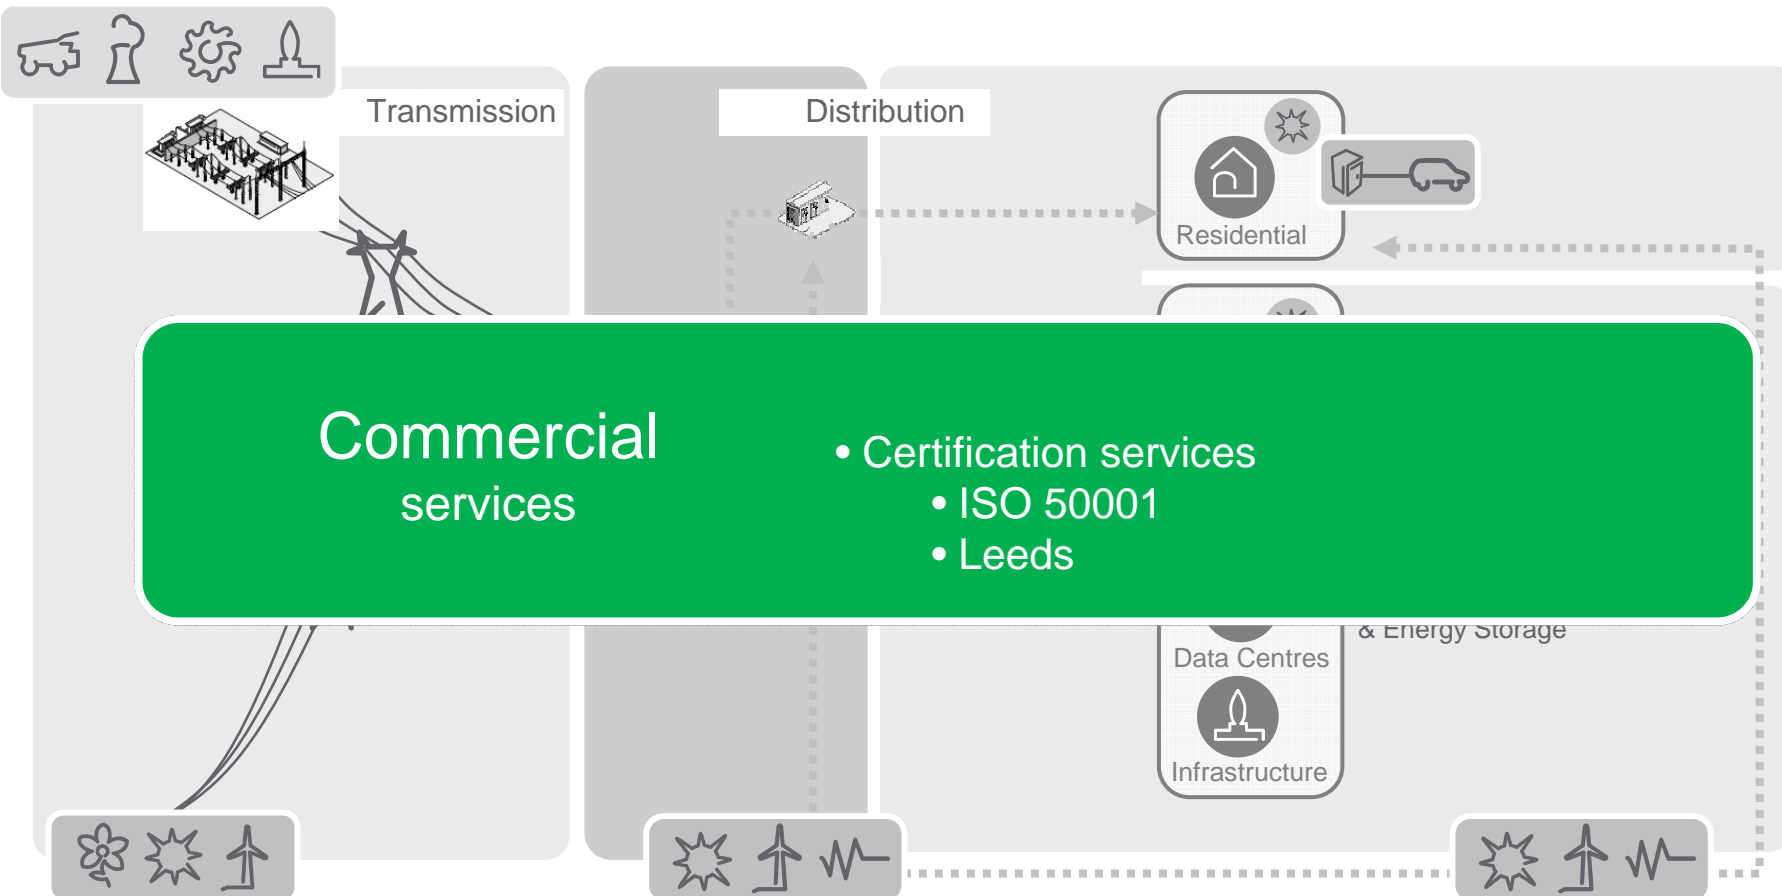 Transmission
Distribution
Residential
Commercial
services
• Certification services
• ISO 50001
• Leeds
& Energy Storage
Data Centres
Infrastructure